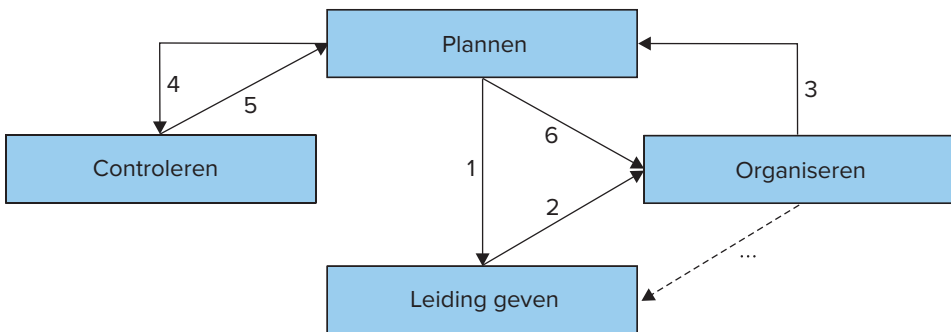 Plannen
4
5
3
Controleren
6
1
Organiseren
2
...
Leiding geven